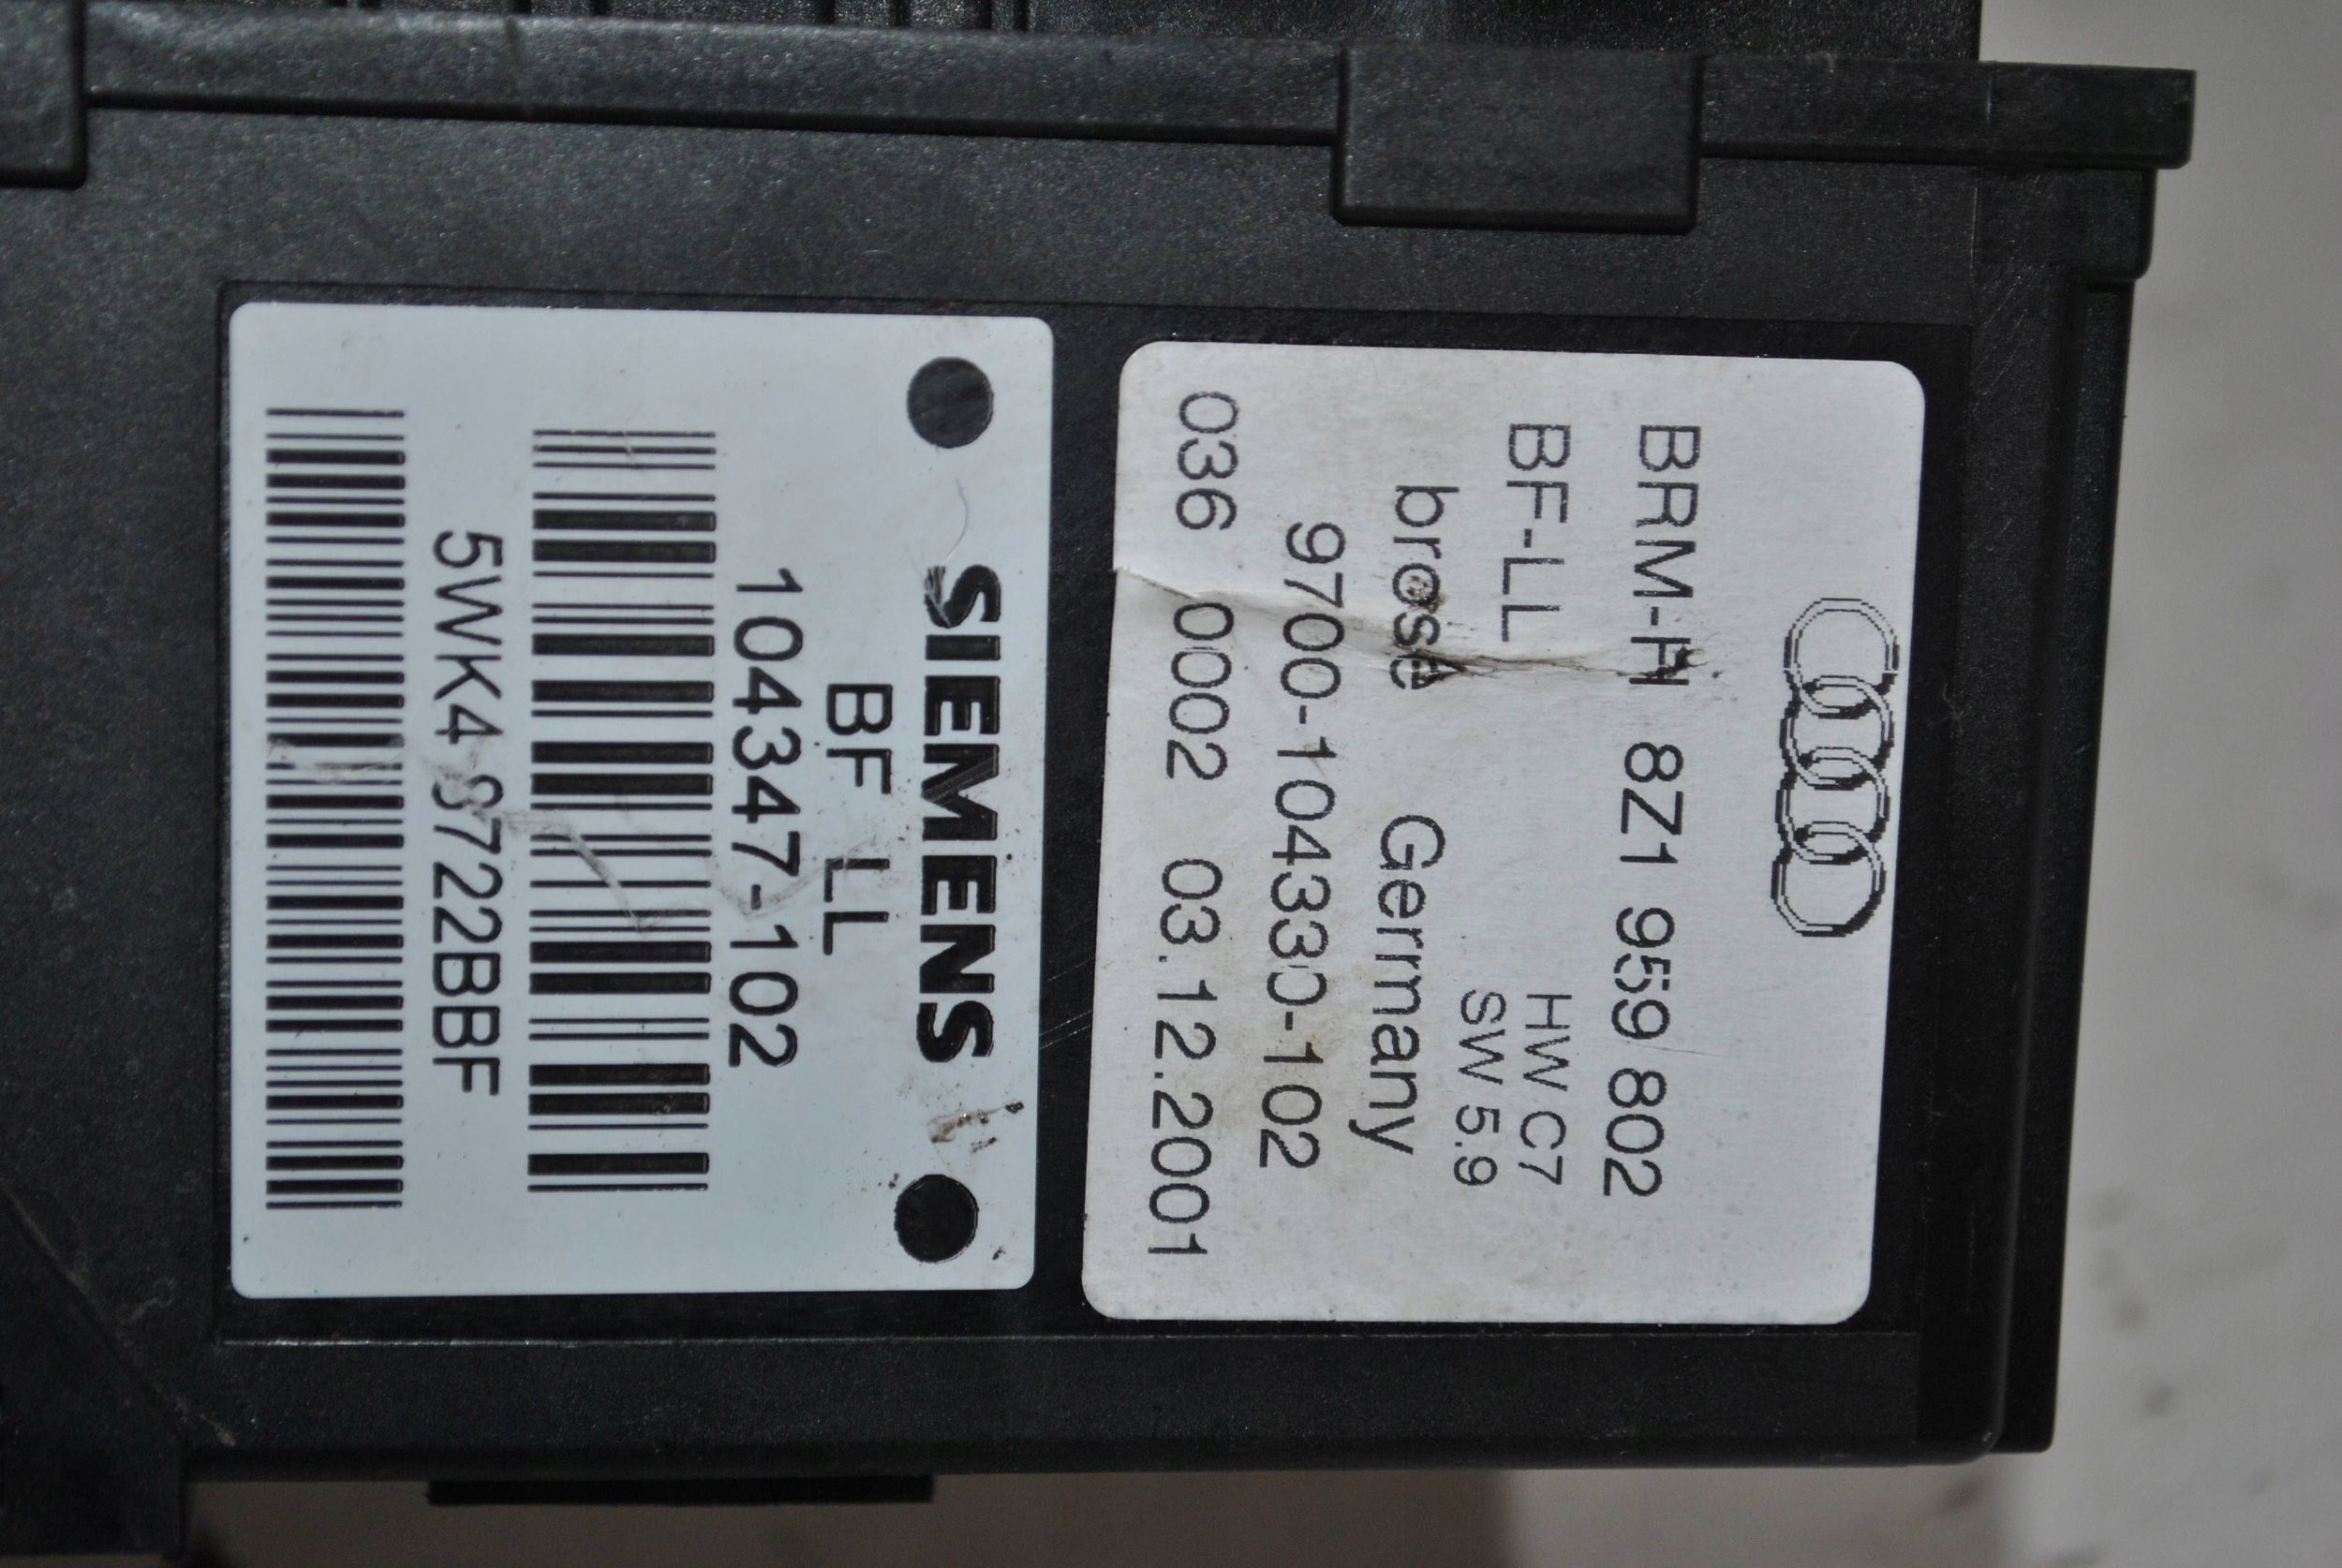 BRM-H 8Z1 959 802
BF-LL HW C7
SW 5.9
brose Germany
9700-104330-102
036 0002 03.12.2001
SIEMENS
BF LL
104347-102
5WK4 8722BBF